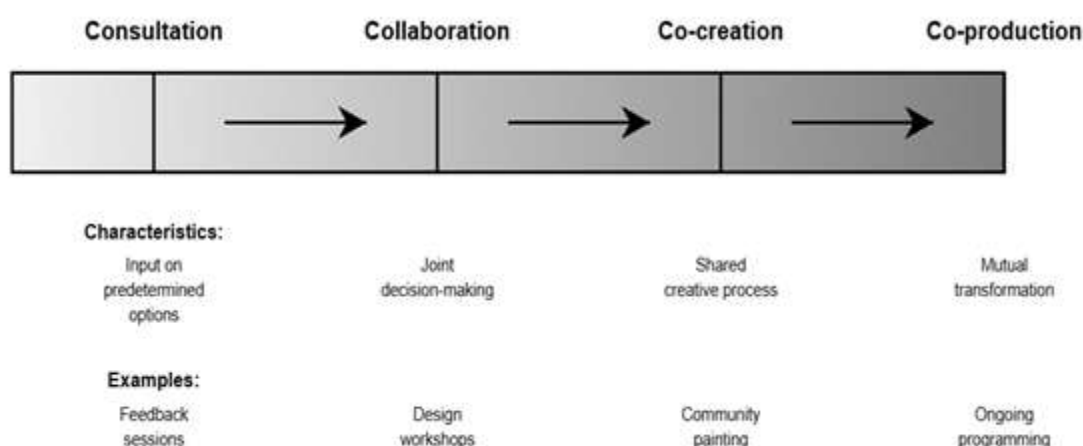 Consultation Collaboration Co-creation Co-production
Characteristics:
Input on
predetermined
options
Joint
decision-making
Shared
creative process
Mutual
transformation
Examples:
Feedback
sessions
Design
workshops
Community
painting
Ongoing
programming